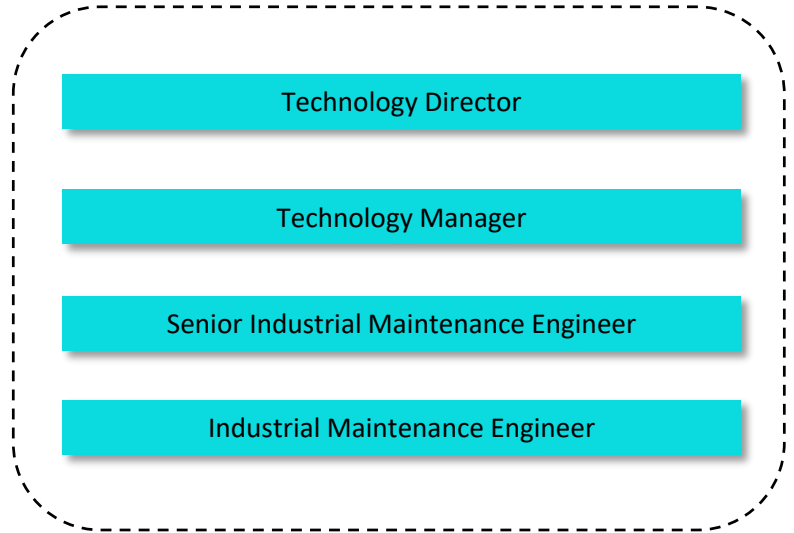 Technology Director
Technology Manager
Senior Industrial Maintenance Engineer
Industrial Maintenance Engineer